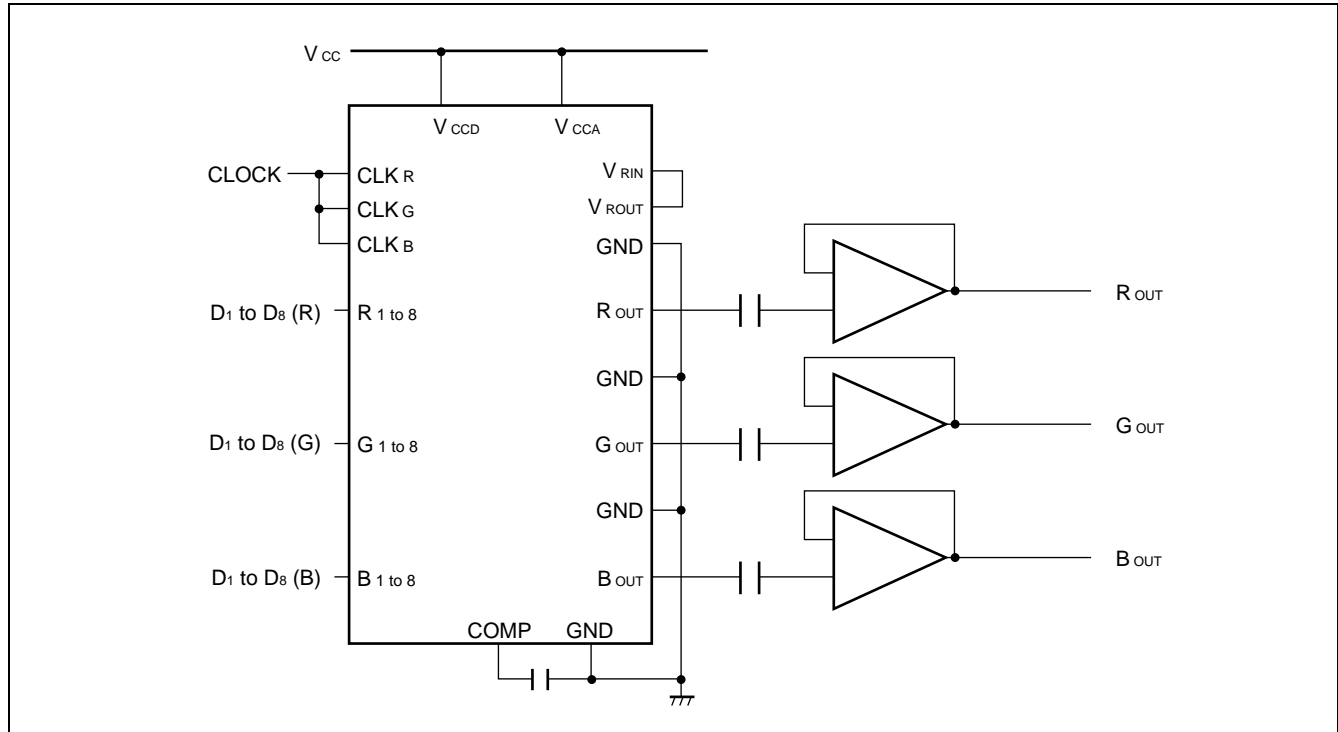 V CC
V CCD V CCA
CLOCK CLK R V RIN
CLK G V ROUT
CLK B GND
D1 to D8 (R) R 1 to 8 R OUT R OUT
GND
D1 to D8 (G) G 1 to 8 G OUT G OUT
GND
D1 to D8 (B) B 1 to 8 B OUT B OUT
COMP GND